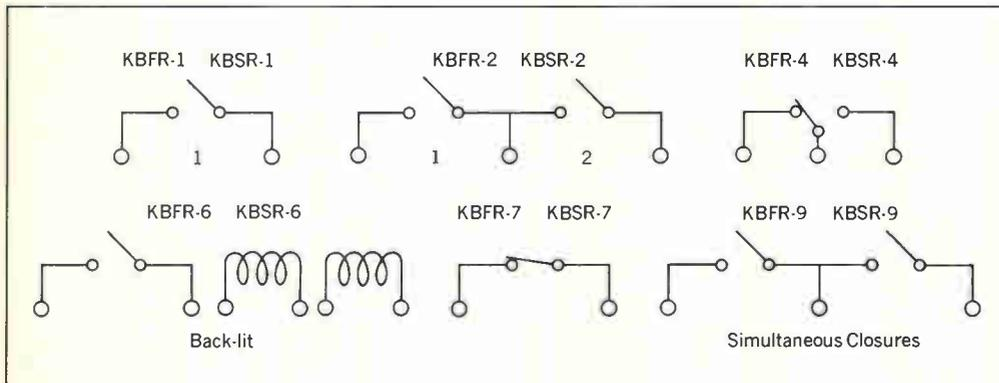 KBFR-1 KBSR-1
KBFR-2 KBSR-2
KBFR-4 KBSR-4
1
1
2
KBFR-6 KBSR-6
KBFR-7 KBSR-7
KBFR-9 KBSR-9
Back-lit
Simultaneous Closures